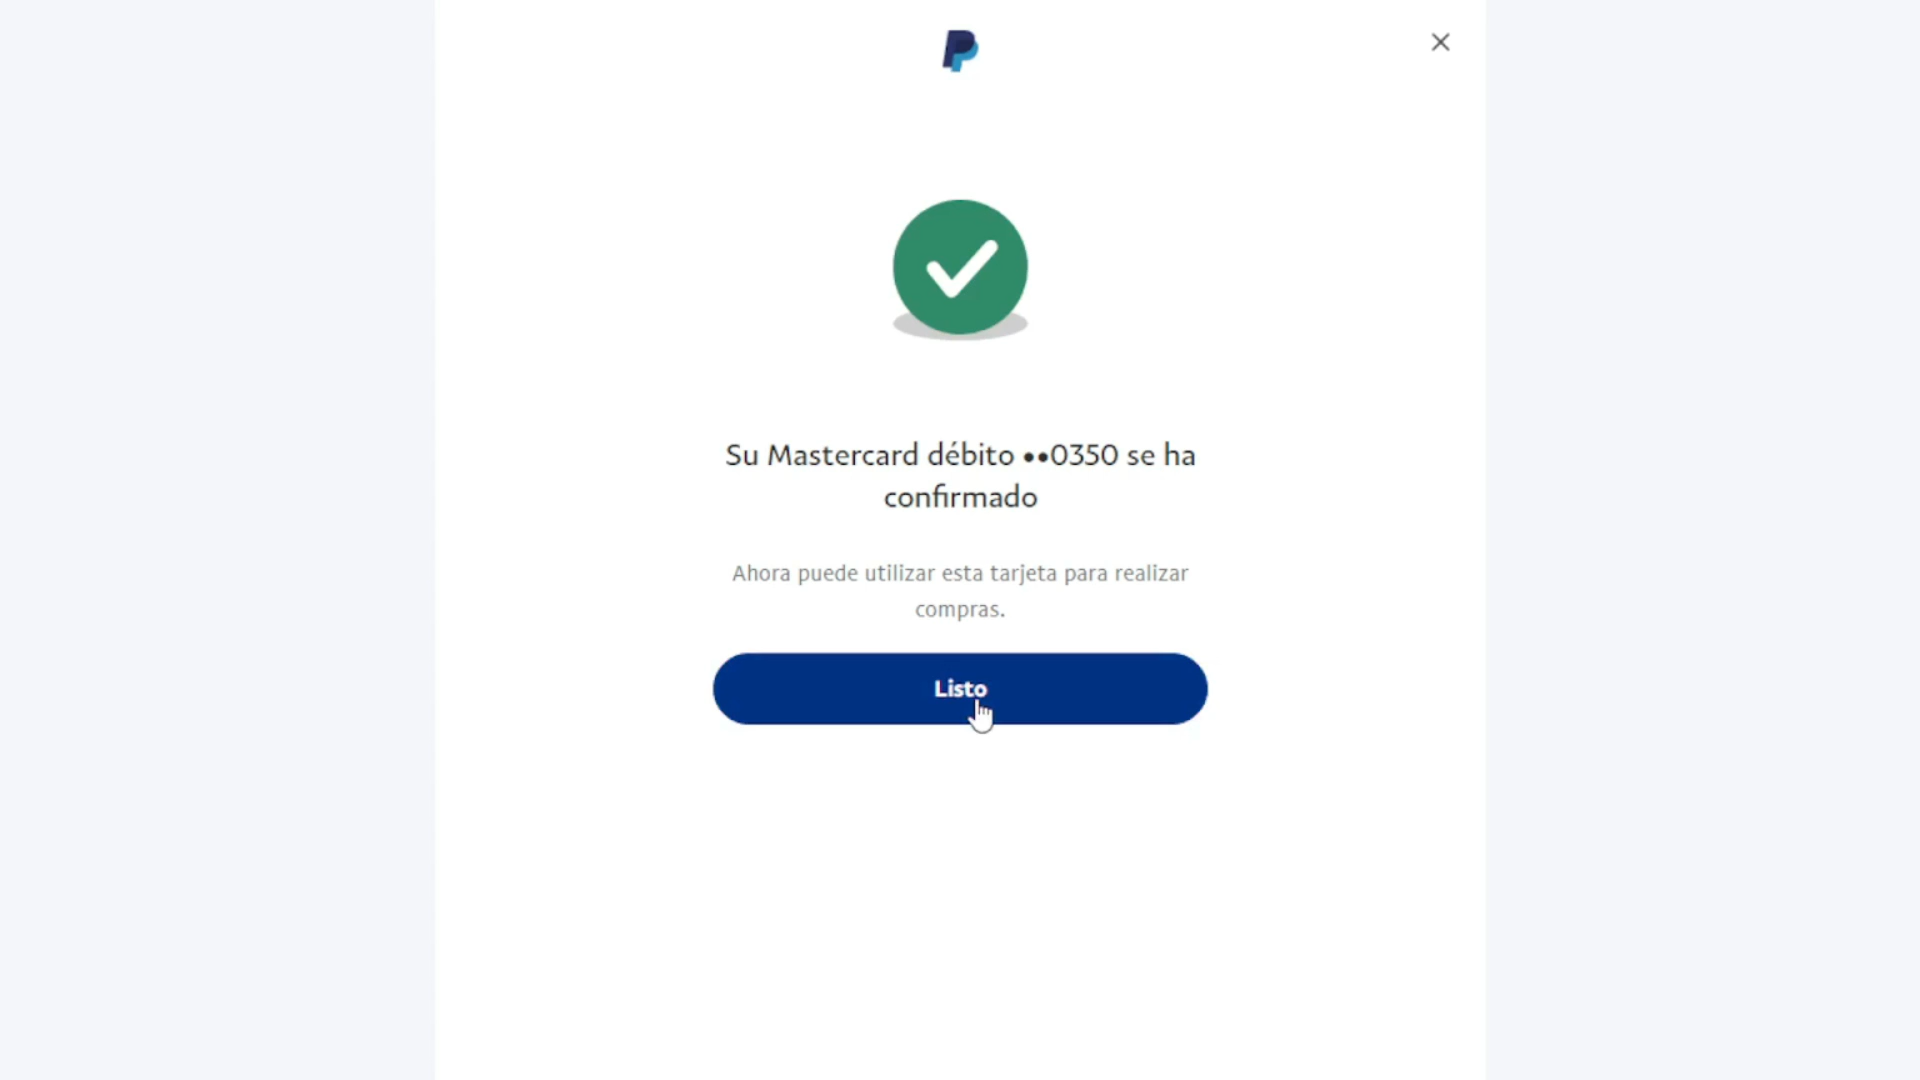 Su Mastercard débito ••0350 se ha
confirmado
Ahora puede utilizar esta tarjeta para realizar
compras.
Listo